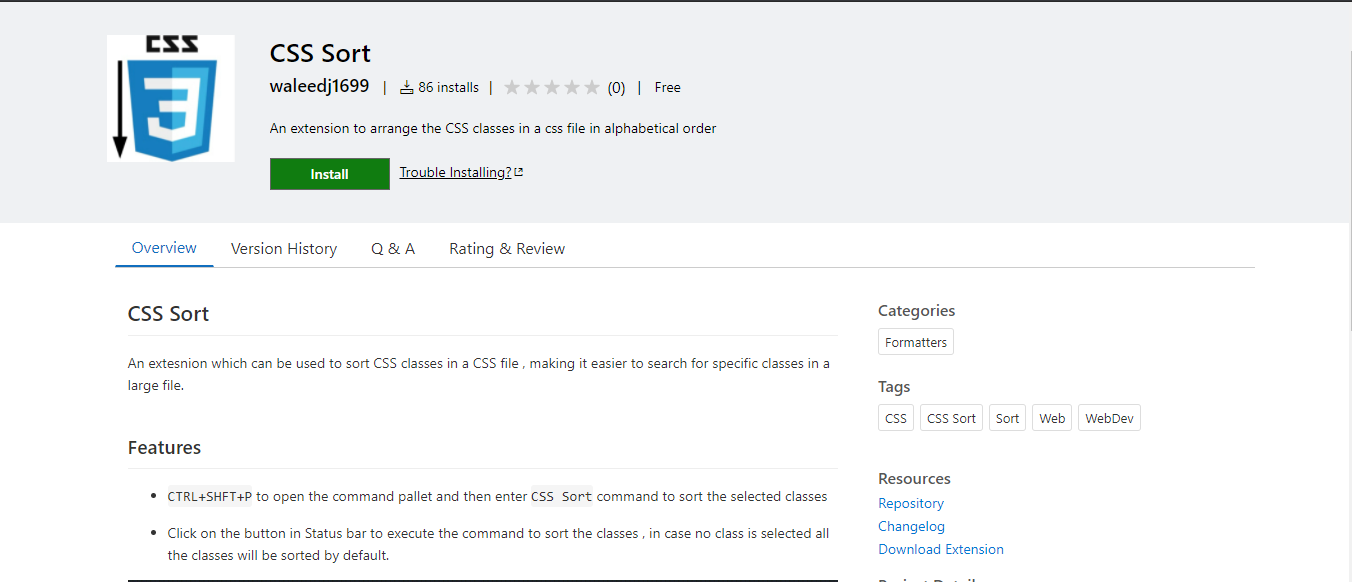 CSS
3
CSS Sort
waleedj1699 | 86 installs | (0) | Free
An extension to arrange the CSS classes in a css file in alphabetical order
Install Trouble Installing?
Overview Version History Q & A Rating & Review
CSS Sort
An extesnion which can be used to sort CSS classes in a CSS file , making it easier to search for specific classes in a
large file.
Features
• CTRL+SHFT+P to open the command pallet and then enter CSS Sort command to sort the selected classes
• Click on the button in Status bar to execute the command to sort the classes , in case no class is selected all
the classes will be sorted by default.
Categories
Formatters
Tags
CSS CSS Sort Sort Web WebDev
Resources
Repository
Changelog
Download Extension